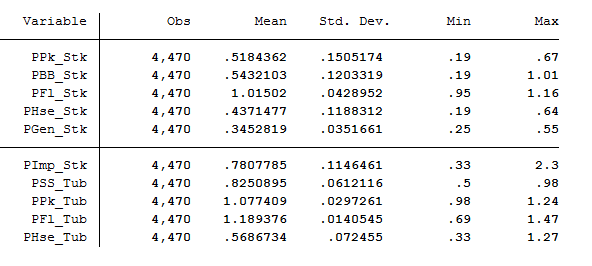 Variable Obs Mean Std. Dev. Min Max
PPk_Stk 4,470 .5184362 .1505174 .19 .67
PBB_Stk 4,470 .5432103 .1203319 .19 1.01
PFl_Stk 4,470 1.01502 .0428952 .95 1.16
PHse_Stk 4,470 .4371477 .1188312 .19 .64
PGen_Stk 4,470 .3452819 .0351661 .25 .55
PImp_Stk 4,470 .7807785 .1146461 .33 2.3
PSS_Tub 4,470 .8250895 .0612116 .5 .98
PPk_Tub 4,470 1.077409 .0297261 .98 1.24
PFl_Tub 4,470 1.189376 .0140545 .69 1.47
PHse_Tub 4,470 .5686734 .072455 .33 1.27